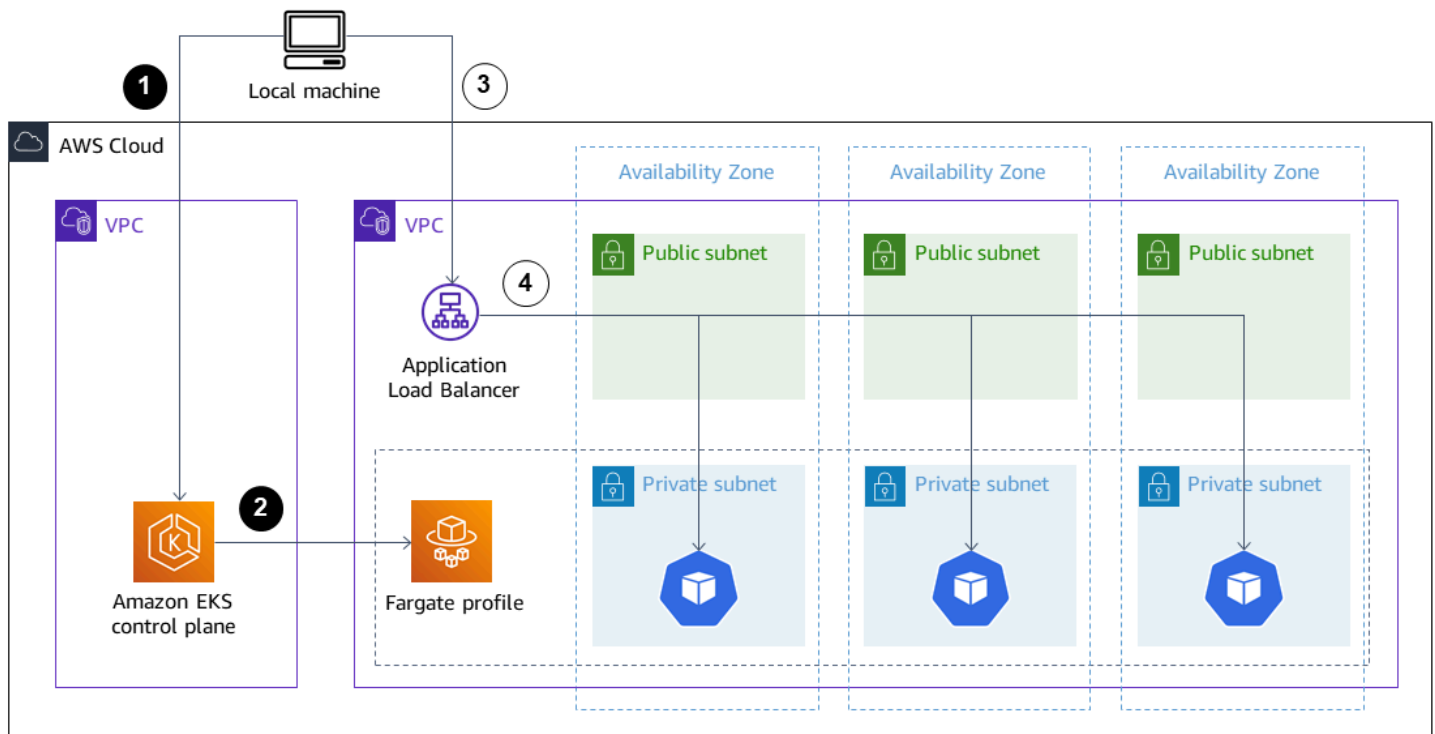 1
3
Local machine
AWS Cloud
Availability Zone
Availability Zone
Availability Zone
VPC
VPC
Public subnet
Public subnet
Public subnet
4
Application
Load Balancer
Private subnet
Private subnet
Private subnet
2
K
Amazon EKS
control plane
Fargate profile